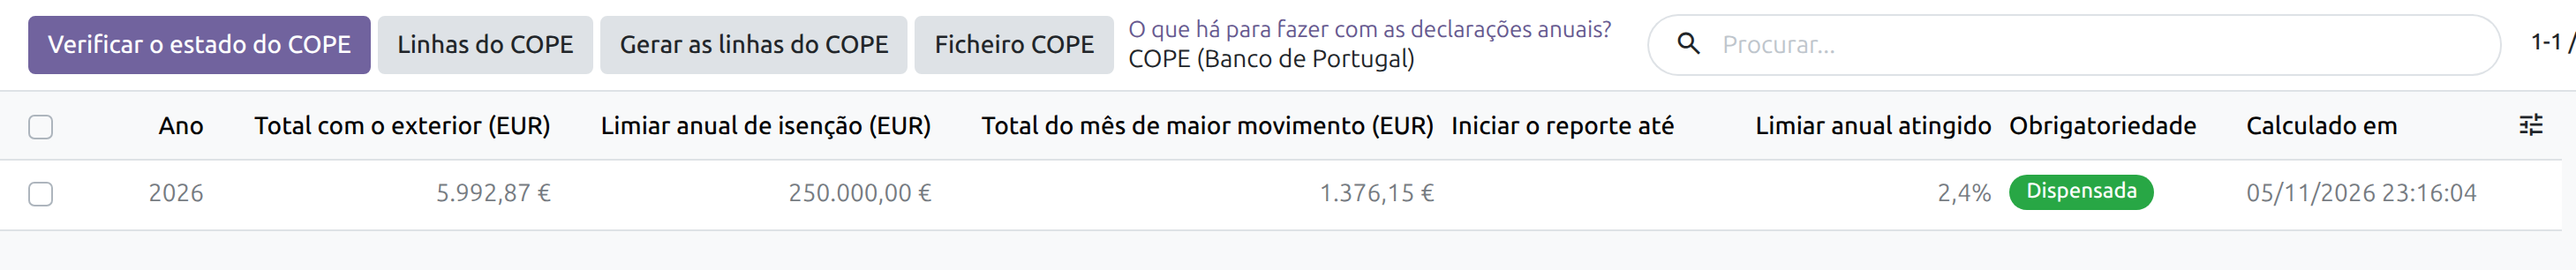 Verificar o estado do COPE
Linhas do COPE
Gerar as linhas do COPE
Ficheiro COPE
O que há para fazer com as declarações anuais?
COPE (Banco de Portugal)
Procurar...
1-1 /
Ano Total com o exterior (EUR) Limiar anual de isenção (EUR) Total do mês de maior movimento (EUR) Iniciar o reporte até Limiar anual atingido Obrigatoriedade Calculado em
2026 5.992,87 € 250.000,00 € 1.376,15 € 2,4% Dispensada 05/11/2026 23:16:04